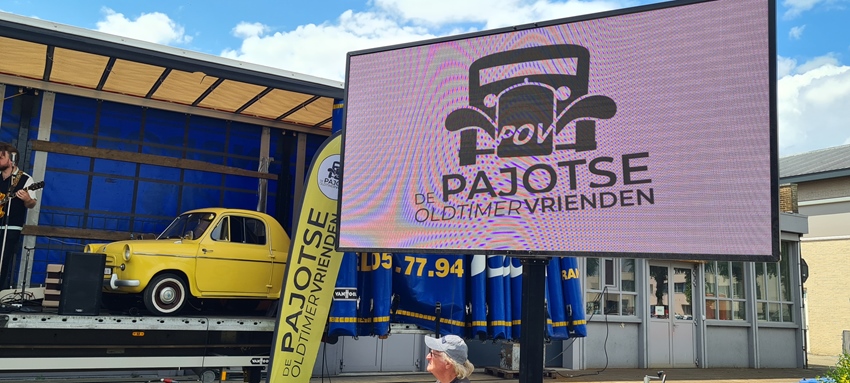 POV
DE PAJOTSE
OLDTIMERVRIENDEN
DE PAJOTSE
OLDTIMERVRIENDEN
77.94